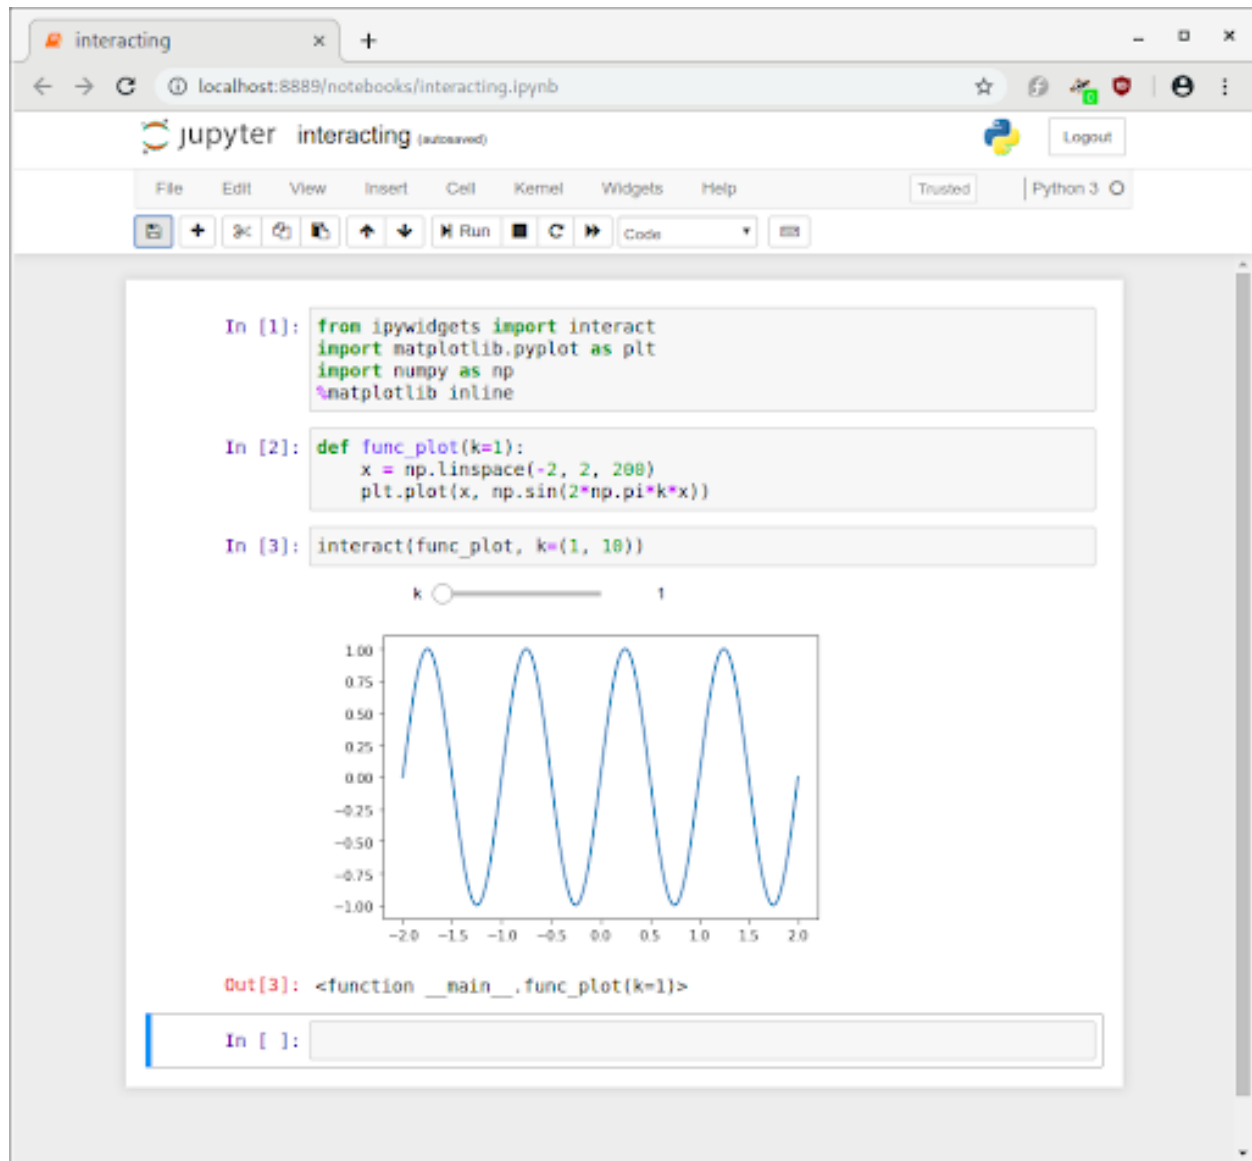 interacting
localhost:8889/notebooks/interacting.ipynb
jupyter interacting (autosaved)
Logout
File Edit View Insert Cell Kernel Widgets Help Trusted Python 3
Run Code
In [1]: from ipywidgets import interact
import matplotlib.pyplot as plt
import numpy as np
%matplotlib inline
In [2]: def func_plot(k=1):
    x = np.linspace(-2, 2, 200)
    plt.plot(x, np.sin(2*np.pi*k*x))
In [3]: interact(func_plot, k=(1, 10))
k 1
1.00
0.75
0.50
0.25
0.00
−0.25
−0.50
−0.75
−1.00
−2.0 −1.5 −1.0 −0.5 0.0 0.5 1.0 1.5 2.0
Out[3]: <function __main__.func_plot(k=1)>
In [ ]: